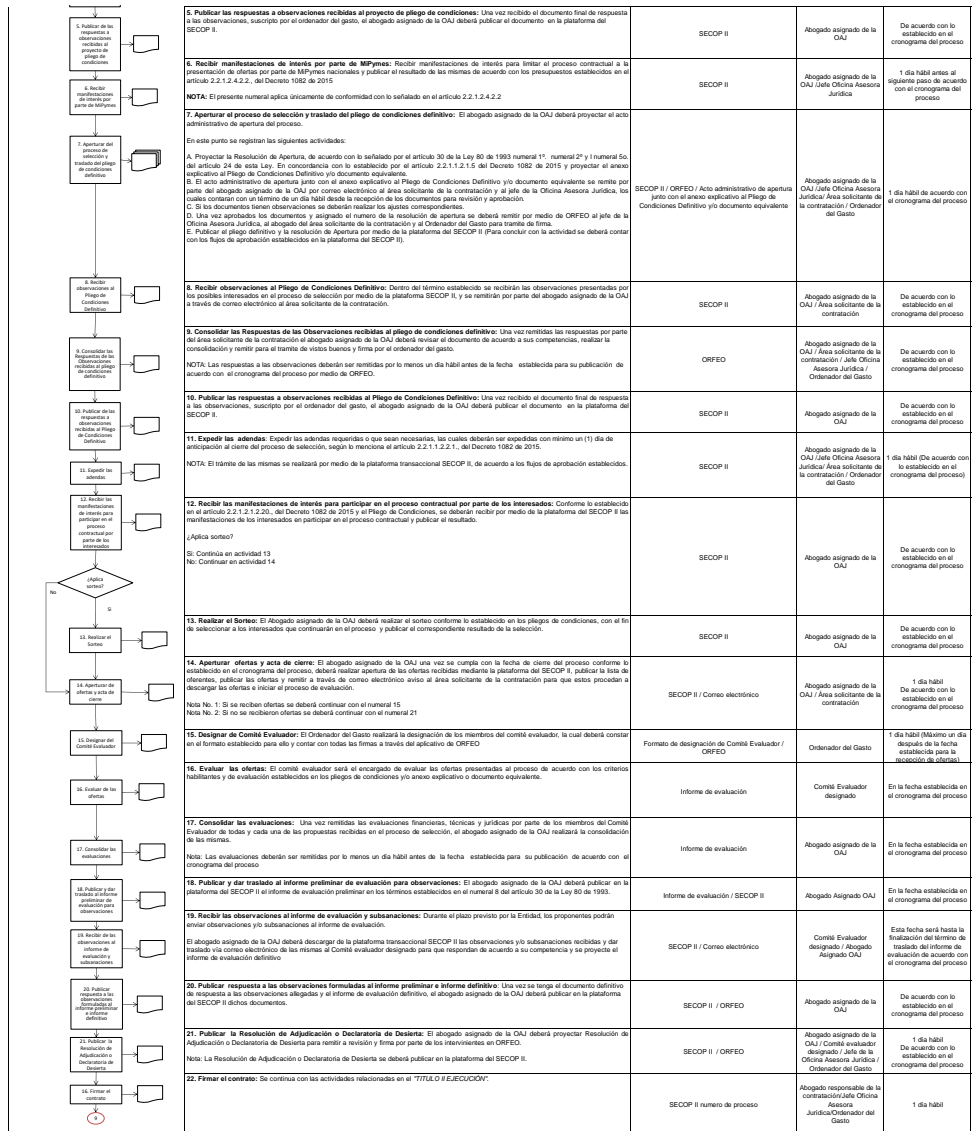 5. Publicar de las
respuestas a
observaciones
recibidas al
proyecto de
pliego de
condiciones
5. Publicar las respuestas a observaciones recibidas al proyecto de pliego de condiciones: Una vez recibido el documento final de respuesta
a las observaciones, suscripto por el ordenador del gasto, el abogado asignado de la OAJ deberá publicar el documento en la plataforma del
SECOP II.
SECOP II
Abogado asignado de la
OAJ
De acuerdo con lo
establecido en el
cronograma del proceso
6. Recibir
manifestaciones
de interés por
parte de MiPymes
6. Recibir manifestaciones de interés por parte de MiPymes: Recibir manifestaciones de interés para limitar el proceso contractual a la
presentación de ofertas por parte de MiPymes nacionales y publicar el resultado de las mismas de acuerdo con los presupuestos establecidos en el
artículo 2.2.1.2.4.2.2., del Decreto 1082 de 2015
NOTA: El presente numeral aplica únicamente de conformidad con lo señalado en el artículo 2.2.1.2.4.2.2
SECOP II
Abogado asignado de la
OAJ /Jefe Oficina Asesora
Jurídica
1 día hábil antes al
siguiente paso de acuerdo
con el cronograma del
proceso
7. Aperturar del
proceso de
selección y
traslado del pliego
de condiciones
definitivo
7. Aperturar el proceso de selección y traslado del pliego de condiciones definitivo: El abogado asignado de la OAJ deberá proyectar el acto
administrativo de apertura del proceso.
En este punto se registran las siguientes actividades:
A. Proyectar la Resolución de Apertura, de acuerdo con lo señalado por el artículo 30 de la Ley 80 de 1993 numeral 1º. numeral 2º y l numeral 5o.
del artículo 24 de esta Ley. En concordancia con lo establecido por el artículo 2.2.1.1.2.1.5 del Decreto 1082 de 2015 y proyectar el anexo
explicativo al Pliego de Condiciones Definitivo y/o documento equivalente.
B. El acto administrativo de apertura junto con el anexo explicativo al Pliego de Condiciones Definitivo y/o documento equivalente se remite por
parte del abogado asignado de la OAJ por correo electrónico al área solicitante de la contratación y al jefe de la Oficina Asesora Jurídica, los
cuales contaran con un término de un día hábil desde la recepción de los documentos para revisión y aprobación.
C. Si los documentos tienen observaciones se deberán realizar los ajustes correspondientes.
D. Una vez aprobados los documentos y asignado el numero de la resolución de apertura se deberá remitir por medio de ORFEO al jefe de la
Oficina Asesora Jurídica, al abogado del área solicitante de la contratación y al Ordenador del Gasto para tramite de firma.
E. Publicar el pliego definitivo y la resolución de Apertura por medio de la plataforma del SECOP II (Para concluir con la actividad se deberá contar
con los flujos de aprobación establecidos en la plataforma del SECOP II).
SECOP II / ORFEO / Acto administrativo de apertura
junto con el anexo explicativo al Pliego de
Condiciones Definitivo y/o documento equivalente
Abogado asignado de la
OAJ /Jefe Oficina Asesora
Jurídica/ Área solicitante de
la contratación / Ordenador
del Gasto
1 día hábil de acuerdo con
el cronograma del proceso
8. Recibir
observaciones al
Pliego de
Condiciones
Definitivo
8. Recibir observaciones al Pliego de Condiciones Definitivo: Dentro del término establecido se recibirán las observaciones presentadas por
los posibles interesados en el proceso de selección por medio de la plataforma SECOP II, y se remitirán por parte del abogado asignado de la OAJ
a través de correo electrónico al área solicitante de la contratación.
SECOP II
Abogado asignado de la
OAJ / Área solicitante de la
contratación
De acuerdo con lo
establecido en el
cronograma del proceso
9. Consolidar las
Respuestas de las
Observaciones
recibidas al pliego
de condiciones
definitivo
9. Consolidar las Respuestas de las Observaciones recibidas al pliego de condiciones definitivo: Una vez remitidas las respuestas por parte
del área solicitante de la contratación el abogado asignado de la OAJ deberá revisar el documento de acuerdo a sus competencias, realizar la
consolidación y remitir para el tramite de vistos buenos y firma por el ordenador del gasto.
NOTA: Las respuestas a las observaciones deberán ser remitidas por lo menos un día hábil antes de la fecha establecida para su publicación de
acuerdo con el cronograma del proceso por medio de ORFEO.
ORFEO
Abogado asignado de la
OAJ / Área solicitante de la
contratación / Jefe Oficina
Asesora Jurídica /
Ordenador del Gasto
De acuerdo con lo
establecido en el
cronograma del proceso
10. Publicar de las
respuestas a
observaciones
recibidas al Pliego
de Condiciones
Definitivo
10. Publicar las respuestas a observaciones recibidas al Pliego de Condiciones Definitivo: Una vez recibido el documento final de respuesta
a las observaciones, suscripto por el ordenador del gasto, el abogado asignado de la OAJ deberá publicar el documento en la plataforma del
SECOP II.
SECOP II
Abogado asignado de la
OAJ
De acuerdo con lo
establecido en el
cronograma del proceso
11. Expedir las
adendas
11. Expedir las adendas: Expedir las adendas requeridas o que sean necesarias, las cuales deberán ser expedidas con mínimo un (1) día de
anticipación al cierre del proceso de selección, según lo menciona el artículo 2.2.1.1.2.2.1., del Decreto 1082 de 2015.
NOTA: El trámite de las mismas se realizará por medio de la plataforma transaccional SECOP II, de acuerdo a los flujos de aprobación establecidos.
SECOP II
Abogado asignado de la
OAJ /Jefe Oficina Asesora
Jurídica/ Área solicitante de
la contratación / Ordenador
del Gasto
1 día hábil (De acuerdo con
lo establecido en el
cronograma del proceso)
12. Recibir las
manifestaciones
de interés para
participar en el
proceso
contractual por
parte de los
interesados
12. Recibir las manifestaciones de interés para participar en el proceso contractual por parte de los interesados: Conforme lo establecido
en el artículo 2.2.1.2.1.2.20., del Decreto 1082 de 2015 y el Pliego de Condiciones, se deberán recibir por medio de la plataforma del SECOP II las
manifestaciones de los interesados en participar en el proceso contractual y publicar el resultado.
¿Aplica sorteo?
Si: Continúa en actividad 13
No: Continuar en actividad 14
SECOP II
Abogado asignado de la
OAJ
De acuerdo con lo
establecido en el
cronograma del proceso
¿Aplica
sorteo?
No
Si
13. Realizar el
Sorteo
13. Realizar el Sorteo: El Abogado asignado de la OAJ deberá realizar el sorteo conforme lo establecido en los pliegos de condiciones, con el fin
de seleccionar a los interesados que continuarán en el proceso y publicar el correspondiente resultado de la selección.
SECOP II
Abogado asignado de la
OAJ
De acuerdo con lo
establecido en el
cronograma del proceso
14. Aperturar de
ofertas y acta de
cierre
14. Aperturar ofertas y acta de cierre: El abogado asignado de la OAJ una vez se cumpla con la fecha de cierre del proceso conforme lo
establecido en el cronograma del proceso, deberá realizar apertura de las ofertas recibidas mediante la plataforma del SECOP II, publicar la lista de
oferentes, publicar las ofertas y remitir a través de correo electrónico aviso al área solicitante de la contratación para que estos procedan a
descargar las ofertas e iniciar el proceso de evaluación.
Nota No. 1: Si se reciben ofertas se deberá continuar con el numeral 15
Nota No. 2: Si no se recibieron ofertas se deberá continuar con el numeral 21
SECOP II / Correo electrónico
Abogado asignado de la
OAJ / Área solicitante de la
contratación
1 día hábil
De acuerdo con lo
establecido en el
cronograma del proceso
15. Designar del
Comité Evaluador
15. Designar de Comité Evaluador: El Ordenador del Gasto realizará la designación de los miembros del comité evaluador, la cual deberá constar
en el formato establecido para ello y contar con todas las firmas a través del aplicativo de ORFEO
Formato de designación de Comité Evaluador /
ORFEO
Ordenador del Gasto
1 día hábil (Máximo un día
después de la fecha
establecida para la
recepción de ofertas)
16. Evaluar de las
ofertas
16. Evaluar las ofertas: El comité evaluador será el encargado de evaluar las ofertas presentadas al proceso de acuerdo con los criterios
habilitantes y de evaluación establecidos en los pliegos de condiciones y/o anexo explicativo o documento equivalente.
Informe de evaluación
Comité Evaluador
designado
En la fecha establecida en
el cronograma del proceso
17. Consolidar las
evaluaciones
17. Consolidar las evaluaciones: Una vez remitidas las evaluaciones financieras, técnicas y jurídicas por parte de los miembros del Comité
Evaluador de todas y cada una de las propuestas recibidas en el proceso de selección, el abogado asignado de la OAJ realizará la consolidación
de las mismas.
Nota: Las evaluaciones deberán ser remitidas por lo menos un día hábil antes de la fecha establecida para su publicación de acuerdo con el
cronograma del proceso
Informe de evaluación
Abogado asignado de la
OAJ
En la fecha establecida en
el cronograma del proceso
18. Publicar y dar
traslado al informe
preliminar de
evaluación para
observaciones
18. Publicar y dar traslado al informe preliminar de evaluación para observaciones: El abogado asignado de la OAJ deberá publicar en la
plataforma del SECOP II el informe de evaluación preliminar en los términos establecidos en el numeral 8 del artículo 30 de la Ley 80 de 1993.
Informe de evaluación / SECOP II
Abogado Asignado OAJ
En la fecha establecida en
el cronograma del proceso
19. Recibir de las
observaciones al
informe de
evaluación y
subsanaciones
19. Recibir las observaciones al informe de evaluación y subsanaciones: Durante el plazo previsto por la Entidad, los proponentes podrán
enviar observaciones y/o subsanaciones al informe de evaluación.
El abogado asignado de la OAJ deberá descargar de la plataforma transaccional SECOP II las observaciones y/o subsanaciones recibidas y dar
traslado vía correo electrónico de las mismas al Comité evaluador designado para que respondan de acuerdo a su competencia y se proyecte el
informe de evaluación definitivo
SECOP II / Correo electrónico
Comité Evaluador
designado / Abogado
Asignado OAJ
Esta fecha será hasta la
finalización del término de
traslado del informe de
evaluación de acuerdo con
el cronograma del proceso
20. Publicar
respuesta a las
observaciones
formuladas al
informe preliminar
e informe
definitivo
20. Publicar respuesta a las observaciones formuladas al informe preliminar e informe definitivo: Una vez se tenga el documento definitivo
de respuesta a las observaciones allegadas y el informe de evaluación definitivo, el abogado asignado de la OAJ deberá publicar en la plataforma
del SECOP II dichos documentos.
SECOP II / ORFEO
Abogado asignado de la
OAJ
De acuerdo con lo
establecido en el
cronograma del proceso
21. Publicar la
Resolución de
Adjudicación o
Declaratoria de
Desierta
21. Publicar la Resolución de Adjudicación o Declaratoria de Desierta: El abogado asignado de la OAJ deberá proyectar Resolución de
Adjudicación o Declaratoria de Desierta para remitir a revisión y firma por parte de los intervinientes en ORFEO.
Nota: La Resolución de Adjudicación o Declaratoria de Desierta se deberá publicar en la plataforma del SECOP II.
SECOP II / ORFEO
Abogado asignado de la
OAJ / Comité evaluador
designado / Jefe de la
Oficina Asesora Jurídica
/ Ordenador del Gasto
1 día hábil
De acuerdo con lo
establecido en el
cronograma del proceso
16. Firmar el
contrato
22. Firmar el contrato: Se continua con las actividades relacionadas en el "TITULO II EJECUCIÓN".
SECOP II numero de proceso
Abogado responsable de la
contratación/Jefe Oficina
Asesora
Jurídica/Ordenador del
Gasto
1 día hábil
9